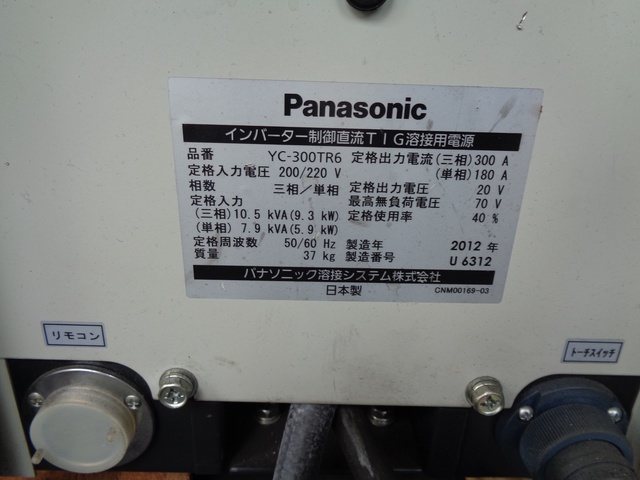 Panasonic
インバーター制御直流TIG溶接用電源
品番 YC-300TR6 定格出力電流(三相)300 A
定格入力電圧 200/220 V (単相)180 A
相数 三相/単相 定格出力電圧 20 V
定格入力 最高無負荷電圧 70 V
(三相)10.5 kVA(9.3 kW) 定格使用率 40 %
(単相) 7.9 kVA(5.9 kW)
定格周波数 50/60 Hz 製造年 2012 年
質量 37 kg 製造番号 U 6312
パナソニック溶接システム株式会社
日本製 CNM00169-03
リモコン
トーチスイッチ